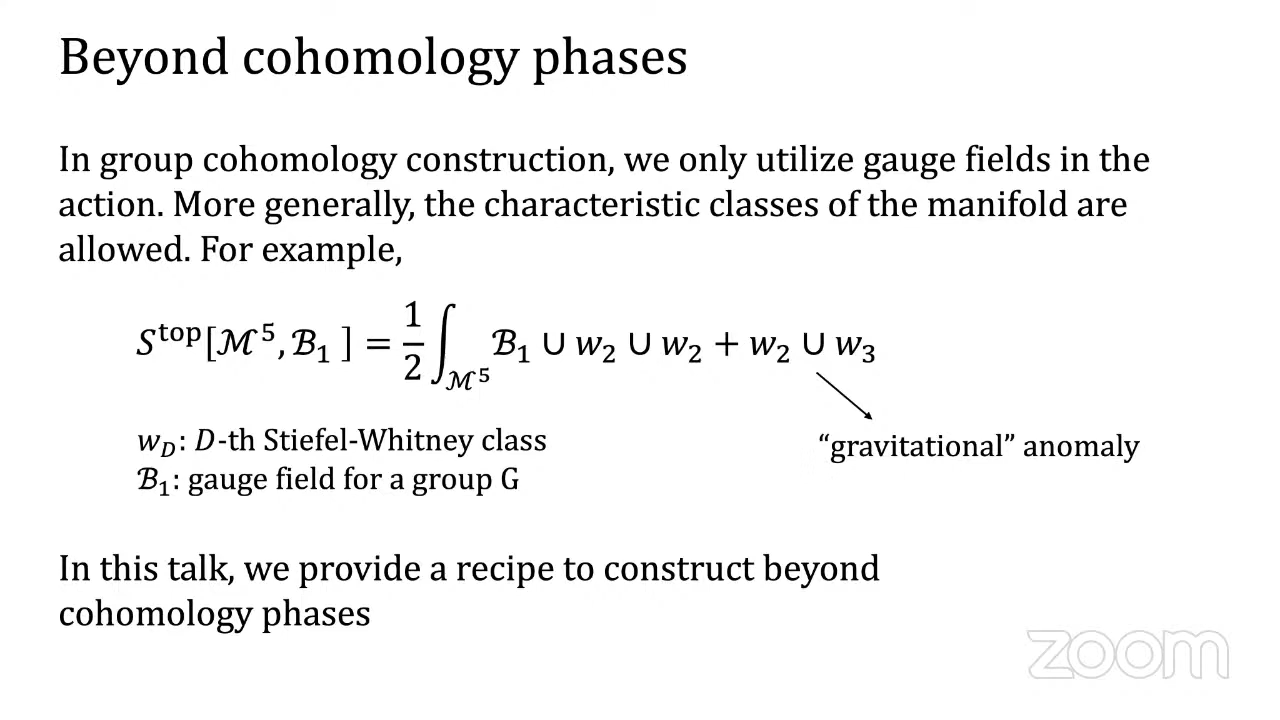 Beyond cohomology phases
In group cohomology construction, we only utilize gauge fields in the
action. More generally, the characteristic classes of the manifold are
allowed. For example,
S^top[ℳ^5, ℬ_1 ] = 1/2 ∫_ℳ^5 ℬ_1 ∪ w_2 ∪ w_2 + w_2 ∪ w_3
w_D: D-th Stiefel-Whitney class
ℬ_1: gauge field for a group G
“gravitational” anomaly
In this talk, we provide a recipe to construct beyond
cohomology phases
zoom